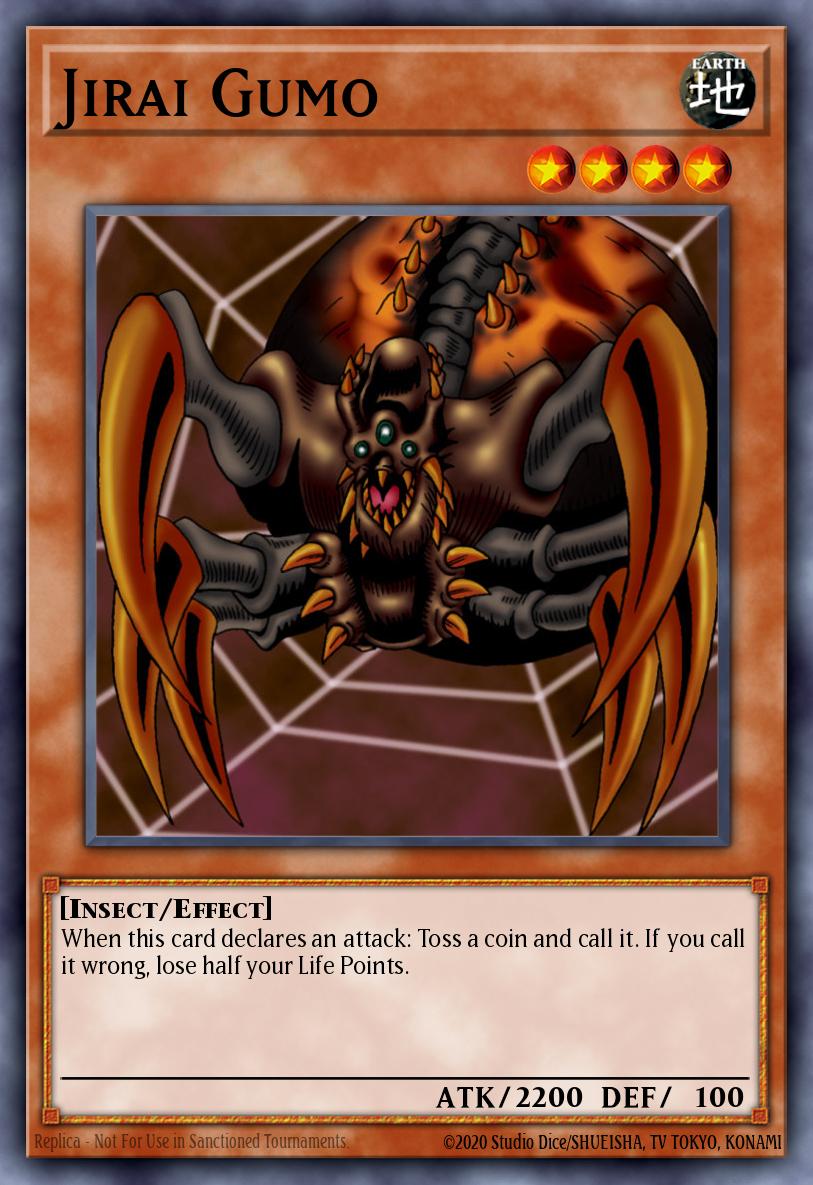 Jirai Gumo
EARTH
地
[Insect/Effect]
When this card declares an attack: Toss a coin and call it. If you call
it wrong, lose half your Life Points.
ATK/2200 DEF/ 100
Replica - Not For Use in Sanctioned Tournaments.
©2020 Studio Dice/SHUEISHA, TV TOKYO, KONAMI